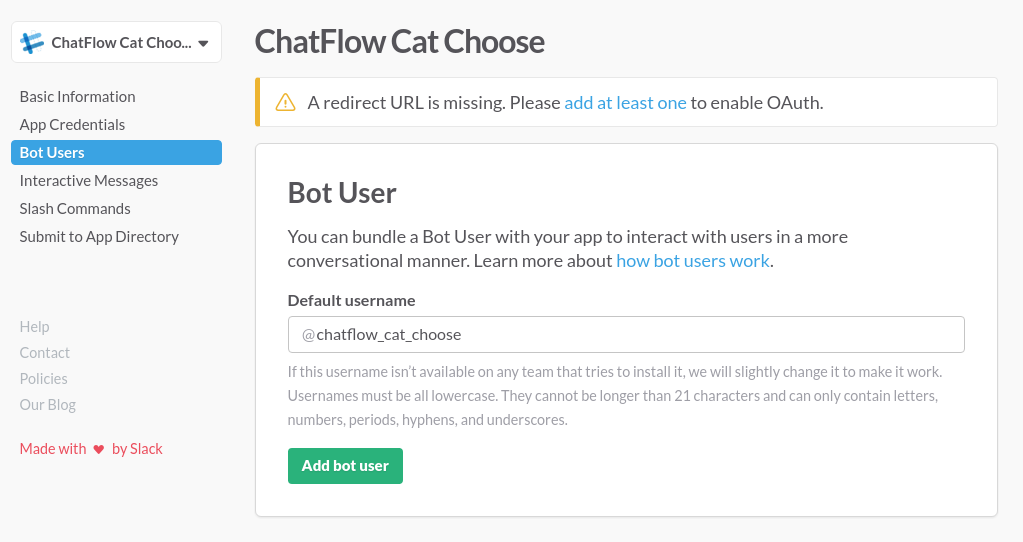 ChatFlow Cat Choo...
Basic Information
App Credentials
Bot Users
Interactive Messages
Slash Commands
Submit to App Directory
Help
Contact
Policies
Our Blog
Made with ♥ by Slack
ChatFlow Cat Choose
A redirect URL is missing. Please add at least one to enable OAuth.
Bot User
You can bundle a Bot User with your app to interact with users in a more
conversational manner. Learn more about how bot users work.
Default username
@chatflow_cat_choose
If this username isn't available on any team that tries to install it, we will slightly change it to make it work.
Usernames must be all lowercase. They cannot be longer than 21 characters and can only contain letters,
numbers, periods, hyphens, and underscores.
Add bot user